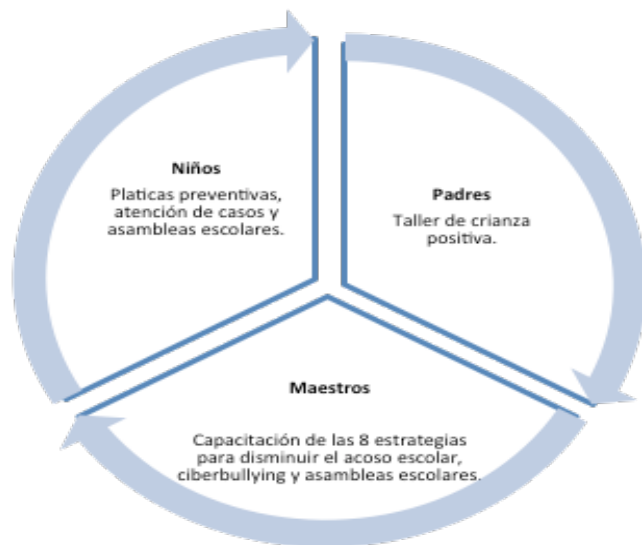 Niños
Platicas preventivas,
atención de casos y
asambleas escolares.
Padres
Taller de crianza
positiva.
Maestros
Capacitación de las 8 estrategias
para disminuir el acoso escolar,
ciberbullying y asambleas escolares.